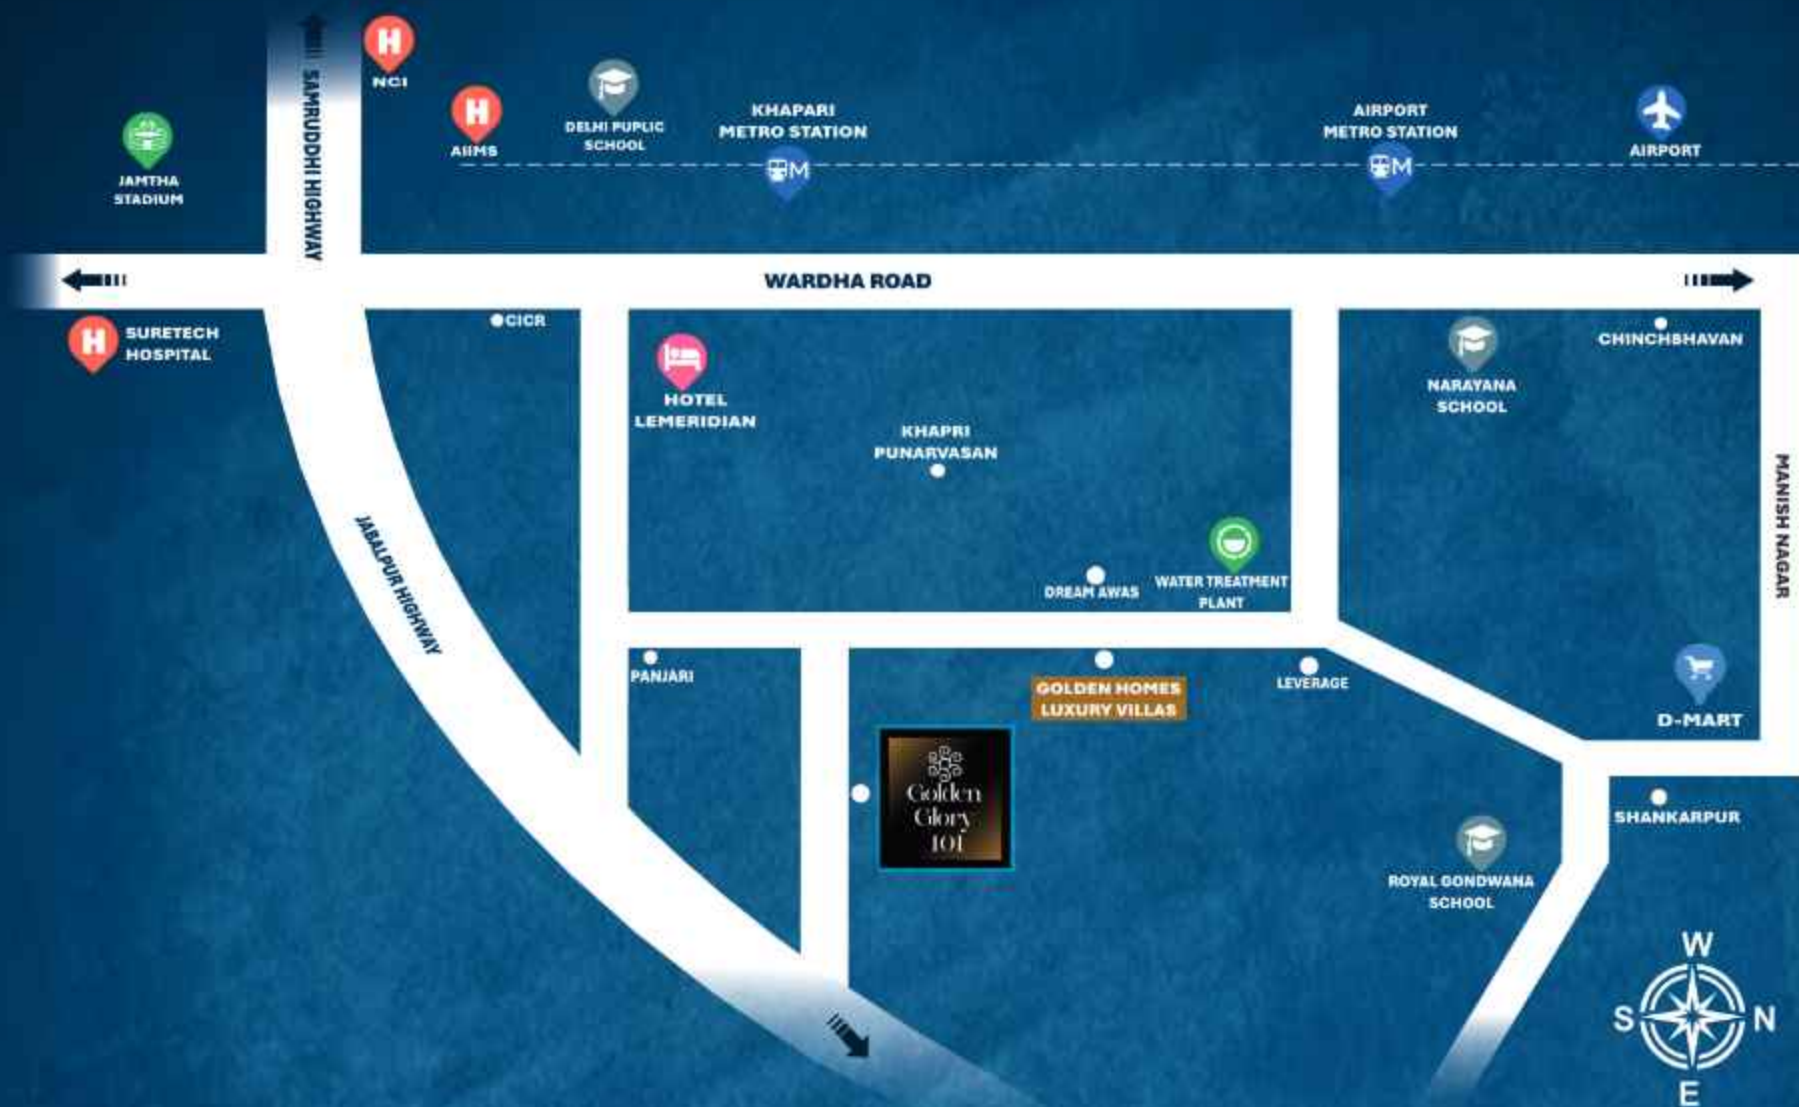 H
NCI
SAMRUDDHI HIGHWAY
H
AIIMS
DELHI PUPLIC
SCHOOL
KHAPARI
METRO STATION
M
AIRPORT
METRO STATION
M
AIRPORT
JAMTHA
STADIUM
WARDHA ROAD
H
SURETECH
HOSPITAL
CICR
HOTEL
LEMERIDIAN
KHAPRI
PUNARVASAN
NARAYANA
SCHOOL
CHINCHBHAVAN
MANISH NAGAR
JABALPUR HIGHWAY
DREAM AWAS
WATER TREATMENT
PLANT
PANJARI
GOLDEN HOMES
LUXURY VILLAS
LEVERAGE
D-MART
Golden
Glory
101
SHANKARPUR
ROYAL GONDWANA
SCHOOL
W
S
N
E